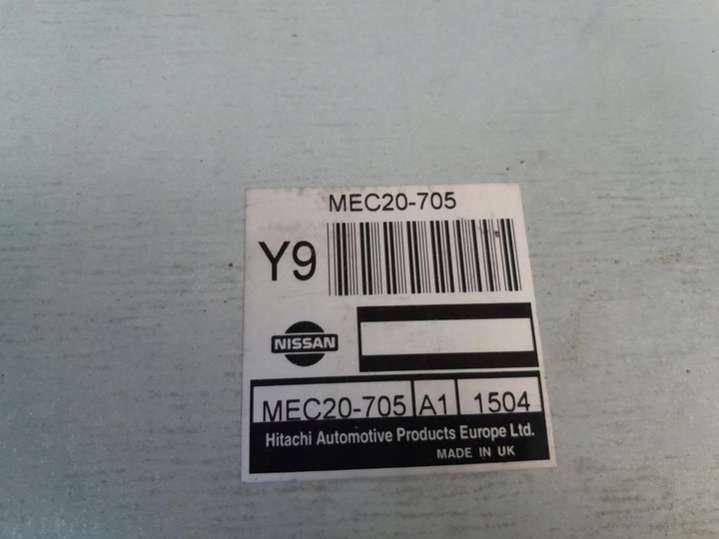 MEC20-705
Y9
NISSAN
MEC20-705 A1 1504
Hitachi Automotive Products Europe Ltd.
MADE IN UK